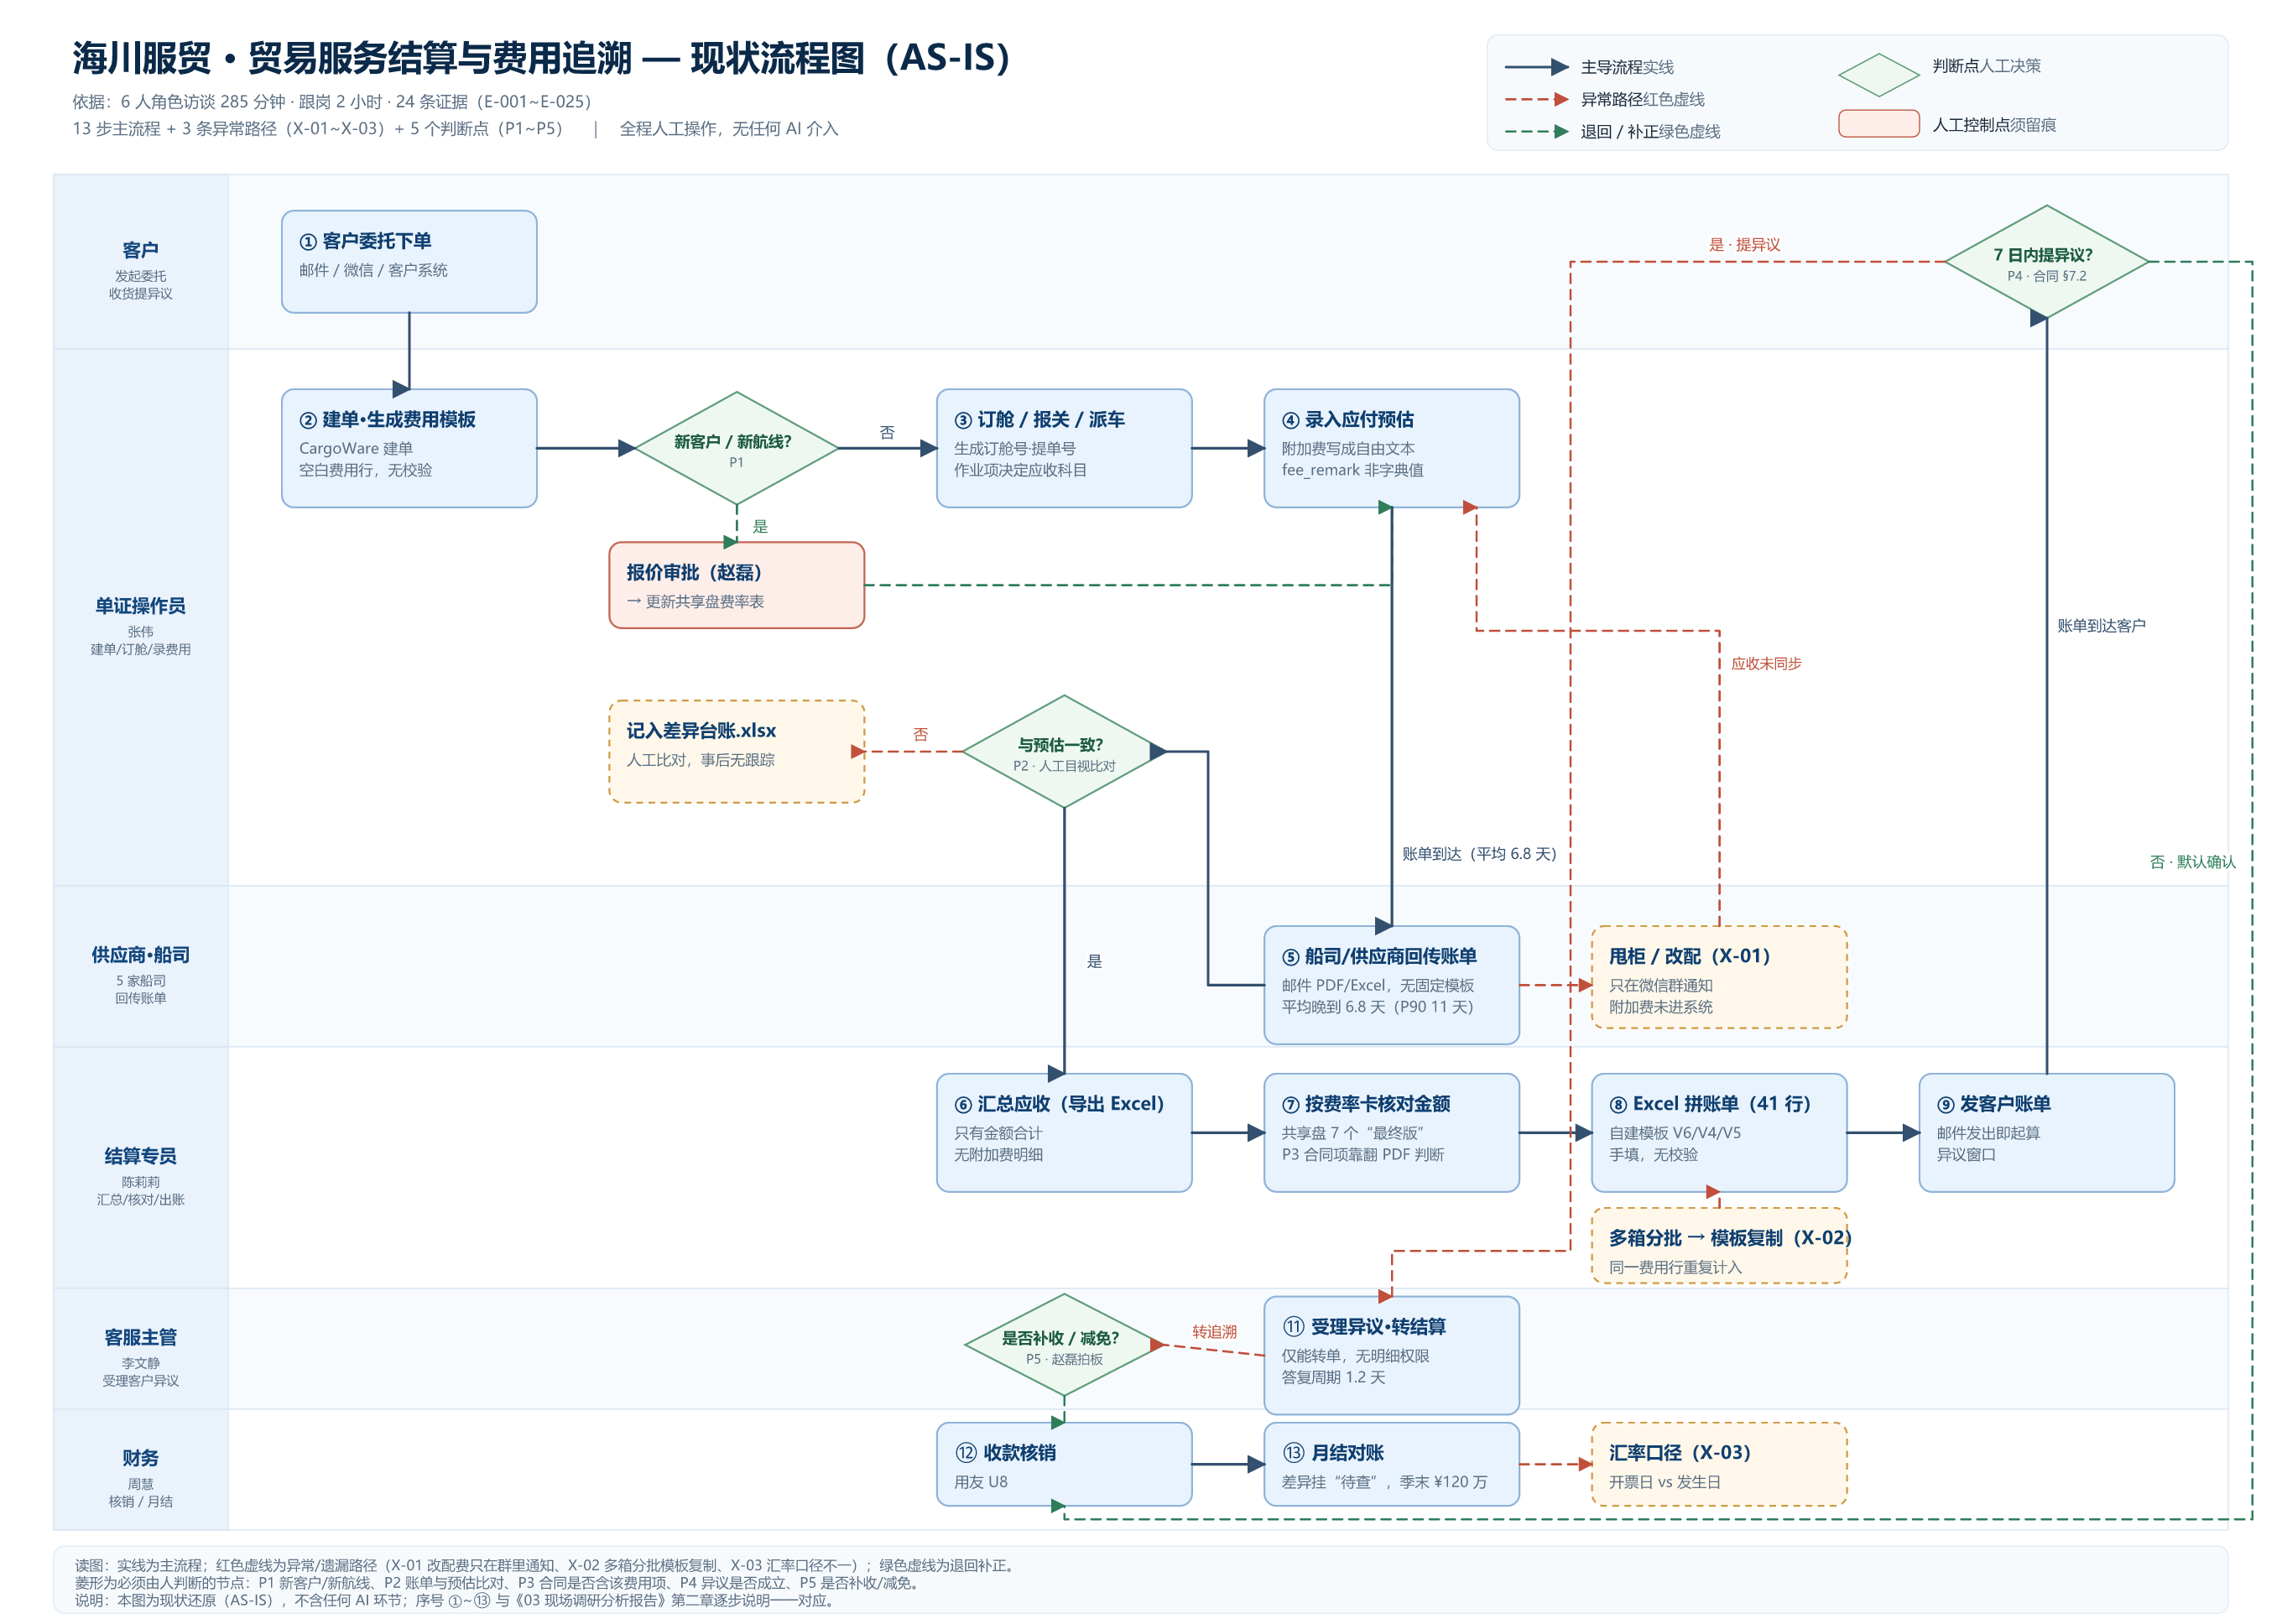 海川服贸·贸易服务结算与费用追溯 — 现状流程图（AS-IS）
依据：6 人角色访谈 285 分钟 · 跟岗 2 小时 · 24 条证据（E-001~E-025）
13 步主流程 + 3 条异常路径（X-01~X-03）+ 5 个判断点（P1~P5） ｜ 全程人工操作，无任何 AI 介入
主导流程实线
异常路径红色虚线
退回 / 补正绿色虚线
判断点人工决策
人工控制点须留痕
客户
发起委托
收货提异议
① 客户委托下单
邮件 / 微信 / 客户系统
是 · 提异议
7 日内提异议？
P4 · 合同 §7.2
单证操作员
张伟
建单/订舱/录费用
② 建单·生成费用模板
CargoWare 建单
空白费用行，无校验
新客户 / 新航线？
P1
否
是
③ 订舱 / 报关 / 派车
生成订舱号·提单号
作业项决定应收科目
④ 录入应付预估
附加费写成自由文本
fee_remark 非字典值
报价审批（赵磊）
→ 更新共享盘费率表
账单到达客户
应收未同步
记入差异台账.xlsx
人工比对，事后无跟踪
否
与预估一致？
P2 · 人工目视比对
账单到达（平均 6.8 天）
否 · 默认确认
供应商·船司
5 家船司
回传账单
是
⑤ 船司/供应商回传账单
邮件 PDF/Excel，无固定模板
平均晚到 6.8 天（P90 11 天）
甩柜 / 改配（X-01）
只在微信群通知
附加费未进系统
结算专员
陈莉莉
汇总/核对/出账
⑥ 汇总应收（导出 Excel）
只有金额合计
无附加费明细
⑦ 按费率卡核对金额
共享盘 7 个“最终版”
P3 合同项靠翻 PDF 判断
⑧ Excel 拼账单（41 行）
自建模板 V6/V4/V5
手填，无校验
⑨ 发客户账单
邮件发出即起算
异议窗口
多箱分批 → 模板复制（X-02）
同一费用行重复计入
客服主管
李文静
受理客户异议
是否补收 / 减免？
P5 · 赵磊拍板
转追溯
⑪ 受理异议·转结算
仅能转单，无明细权限
答复周期 1.2 天
财务
周慧
核销 / 月结
⑫ 收款核销
用友 U8
⑬ 月结对账
差异挂“待查”，季末 ¥120 万
汇率口径（X-03）
开票日 vs 发生日
读图：实线为主流程；红色虚线为异常/遗漏路径（X-01 改配费只在群里通知、X-02 多箱分批模板复制、X-03 汇率口径不一）；绿色虚线为退回补正。
菱形为必须由人判断的节点：P1 新客户/新航线、P2 账单与预估比对、P3 合同是否含该费用项、P4 异议是否成立、P5 是否补收/减免。
说明：本图为现状还原（AS-IS），不含任何 AI 环节；序号 ①~⑬ 与《03 现场调研分析报告》第二章逐步说明一一对应。